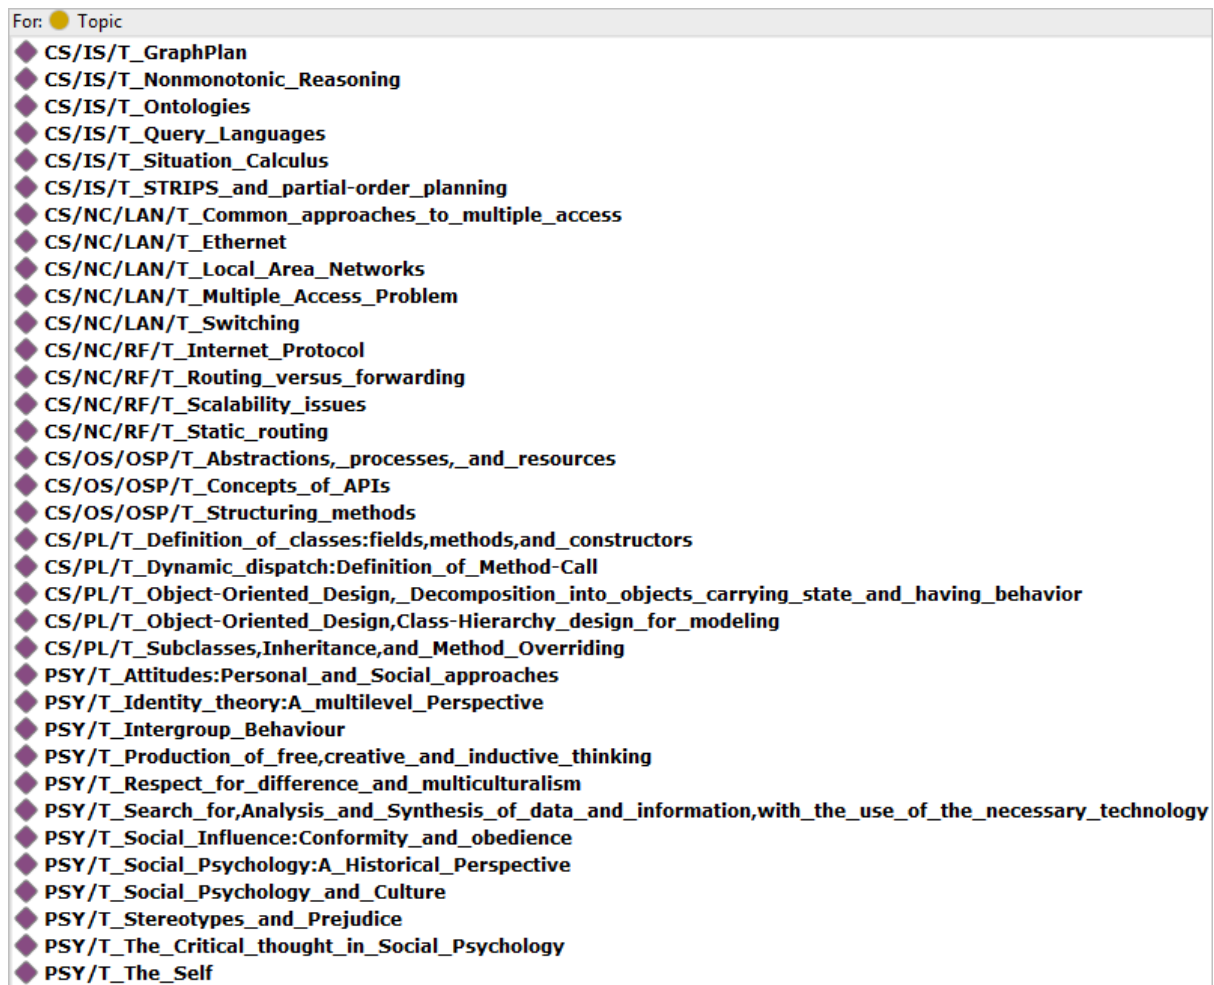 For: Topic
CS/IS/T_GraphPlan
CS/IS/T_Nonmonotonic_Reasoning
CS/IS/T_Ontologies
CS/IS/T_Query_Languages
CS/IS/T_Situation_Calculus
CS/IS/T_STRIPS_and_partial-order_planning
CS/NC/LAN/T_Common_approaches_to_multiple_access
CS/NC/LAN/T_Ethernet
CS/NC/LAN/T_Local_Area_Networks
CS/NC/LAN/T_Multiple_Access_Problem
CS/NC/LAN/T_Switching
CS/NC/RF/T_Internet_Protocol
CS/NC/RF/T_Routing_versus_forwarding
CS/NC/RF/T_Scalability_issues
CS/NC/RF/T_Static_routing
CS/OS/OSP/T_Abstractions,_processes,_and_resources
CS/OS/OSP/T_Concepts_of_APIs
CS/OS/OSP/T_Structuring_methods
CS/PL/T_Definition_of_classes:fields,methods,and_constructors
CS/PL/T_Dynamic_dispatch:Definition_of_Method-Call
CS/PL/T_Object-Oriented_Design,_Decomposition_into_objects_carrying_state_and_having_behavior
CS/PL/T_Object-Oriented_Design,Class-Hierarchy_design_for_modeling
CS/PL/T_Subclasses,Inheritance,and_Method_Overriding
PSY/T_Attitudes:Personal_and_Social_approaches
PSY/T_Identity_theory:A_multilevel_Perspective
PSY/T_Intergroup_Behaviour
PSY/T_Production_of_free,creative_and_inductive_thinking
PSY/T_Respect_for_difference_and_multiculturalism
PSY/T_Search_for,Analysis_and_Synthesis_of_data_and_information,with_the_use_of_the_necessary_technology
PSY/T_Social_Influence:Conformity_and_obedience
PSY/T_Social_Psychology:A_Historical_Perspective
PSY/T_Social_Psychology_and_Culture
PSY/T_Stereotypes_and_Prejudice
PSY/T_The_Critical_thought_in_Social_Psychology
PSY/T_The_Self